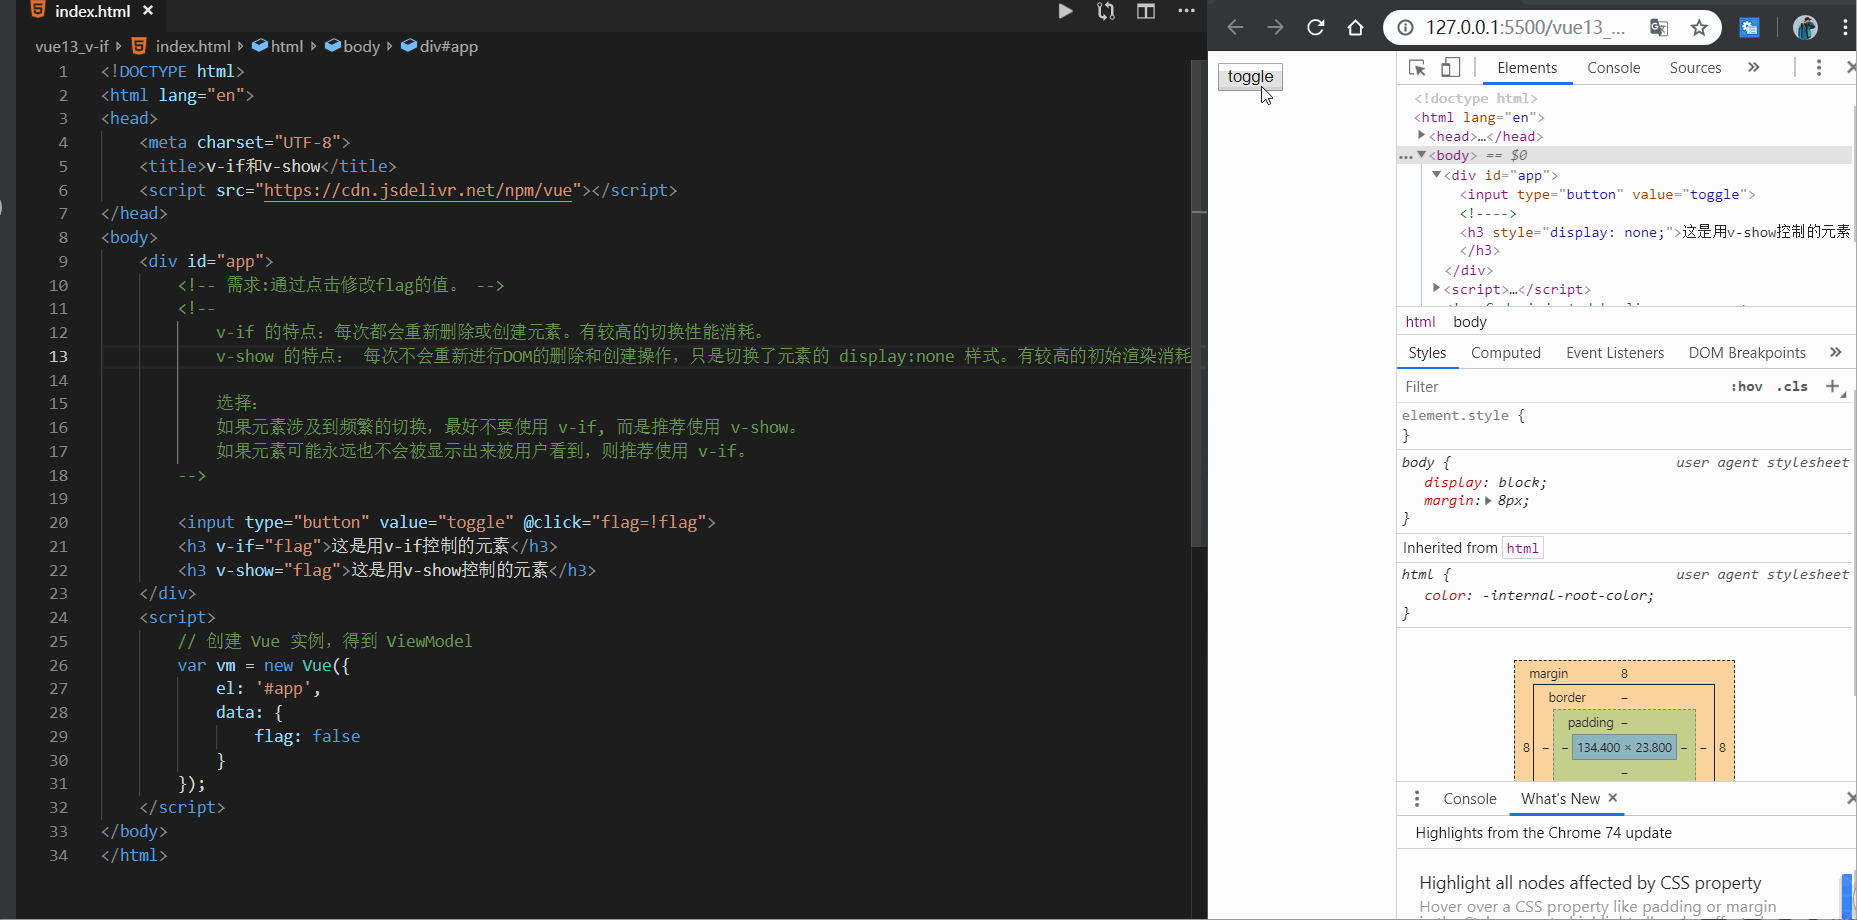 index.html ×
vue13_v-if › index.html › html › body › div#app
1 <!DOCTYPE html>
2 <html lang="en">
3 <head>
4 <meta charset="UTF-8">
5 <title>v-if和v-show</title>
6 <script src="https://cdn.jsdelivr.net/npm/vue"></script>
7 </head>
8 <body>
9 <div id="app">
10 <!-- 需求:通过点击修改flag的值。 -->
11 <!--
12 v-if 的特点: 每次都会重新删除或创建元素。有较高的切换性能消耗。
13 v-show 的特点: 每次不会重新进行DOM的删除和创建操作, 只是切换了元素的 display:none 样式。有较高的初始渲染消耗
14
15 选择:
16 如果元素涉及到频繁的切换, 最好不要使用 v-if, 而是推荐使用 v-show。
17 如果元素可能永远也不会被显示出来被用户看到, 则推荐使用 v-if。
18 -->
19
20 <input type="button" value="toggle" @click="flag=!flag">
21 <h3 v-if="flag">这是用v-if控制的元素</h3>
22 <h3 v-show="flag">这是用v-show控制的元素</h3>
23 </div>
24 <script>
25 // 创建 Vue 实例, 得到 ViewModel
26 var vm = new Vue({
27 el: '#app',
28 data: {
29 flag: false
30 }
31 });
32 </script>
33 </body>
34 </html>
127.0.0.1:5500/vue13_...
toggle
Elements Console Sources »
<!doctype html>
<html lang="en">
<head>…</head>
<body> == $0
<div id="app">
<input type="button" value="toggle">
<!---->
<h3 style="display: none;">这是用v-show控制的元素
</h3>
</div>
<script>…</script>
html body
Styles Computed Event Listeners DOM Breakpoints »
Filter :hov .cls +
element.style {
}
body { user agent stylesheet
display: block;
margin: 8px;
}
Inherited from html
html { user agent stylesheet
color: -internal-root-color;
}
margin 8
border –
padding –
8 – – 134.400 × 23.800 – – 8
–
Console What's New ×
Highlights from the Chrome 74 update
Highlight all nodes affected by CSS property
Hover over a CSS property like padding or margin